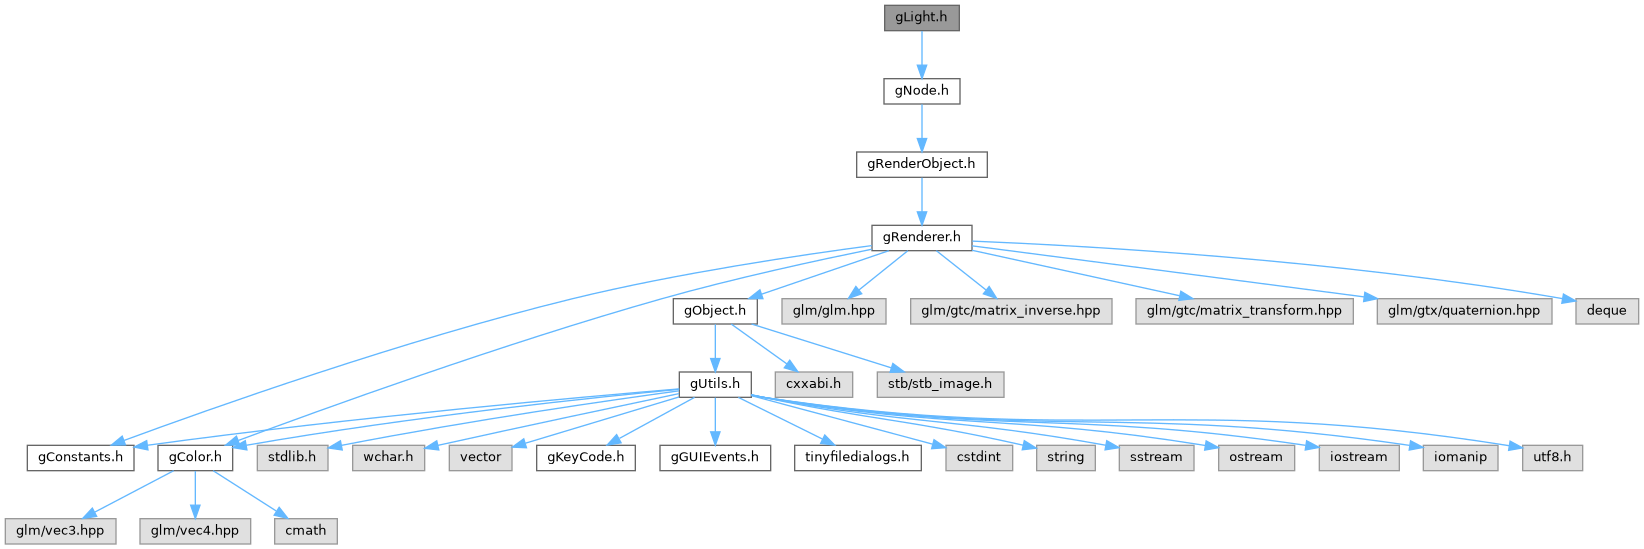 gLight.h
gNode.h
gRenderObject.h
gRenderer.h
gObject.h
glm/glm.hpp
glm/gtc/matrix_inverse.hpp
glm/gtc/matrix_transform.hpp
glm/gtx/quaternion.hpp
deque
gUtils.h
cxxabi.h
stb/stb_image.h
gConstants.h
gColor.h
stdlib.h
wchar.h
vector
gKeyCode.h
gGUIEvents.h
tinyfiledialogs.h
cstdint
string
sstream
ostream
iostream
iomanip
utf8.h
glm/vec3.hpp
glm/vec4.hpp
cmath